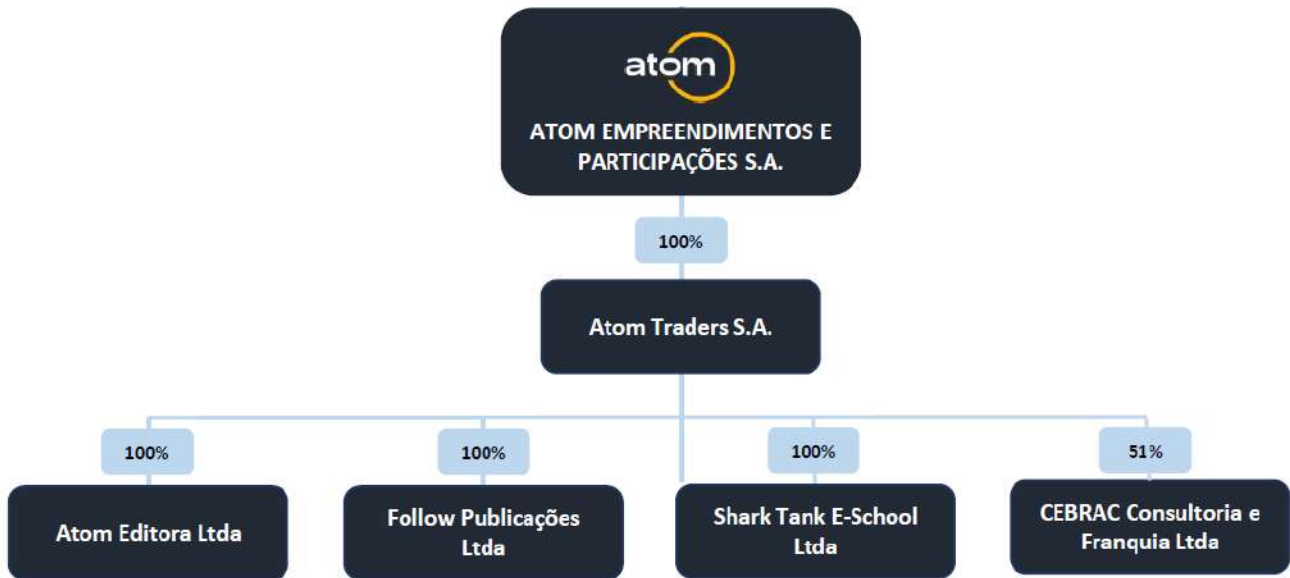 atom
ATOM EMPREENDIMENTOS E
PARTICIPAÇÕES S.A.
100%
Atom Traders S.A.
100%
100%
100%
51%
Atom Editora Ltda
Follow Publicações
Ltda
Shark Tank E-School
Ltda
CEBRAC Consultoria e
Franquia Ltda